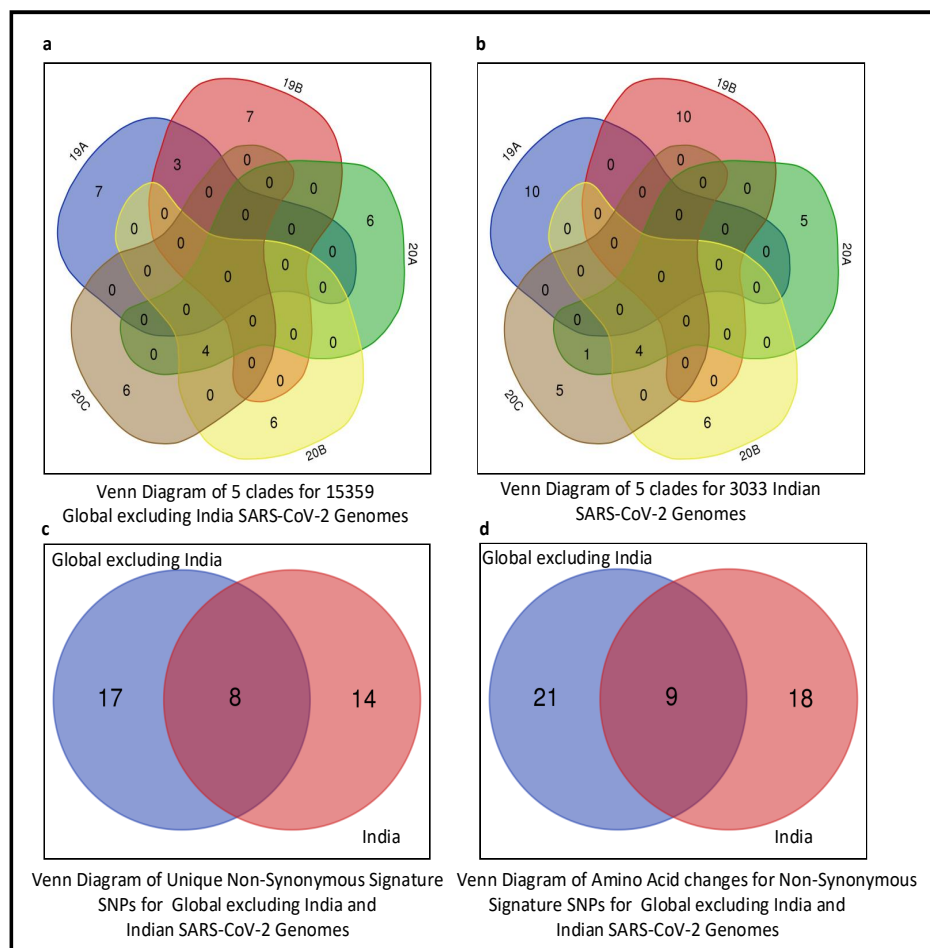 a
b
19B
7
19A
7
3
0
0
0
0
0
0
0
0
6
20A
0
0
0
0
0
0
0
0
0
0
0
0
0
0
4
0
0
6
0
0
6
20C
20B
19B
10
19A
10
0
0
0
0
0
0
0
0
0
5
20A
0
0
0
0
0
0
0
0
0
0
0
0
0
1
4
0
0
5
0
0
6
20C
20B
Venn Diagram of 5 clades for 15359
Global excluding India SARS-CoV-2 Genomes
Venn Diagram of 5 clades for 3033 Indian
SARS-CoV-2 Genomes
c
d
Global excluding India
17
8
14
India
Global excluding India
21
9
18
India
Venn Diagram of Unique Non-Synonymous Signature
SNPs for Global excluding India and
Indian SARS-CoV-2 Genomes
Venn Diagram of Amino Acid changes for Non-Synonymous
Signature SNPs for Global excluding India and
Indian SARS-CoV-2 Genomes